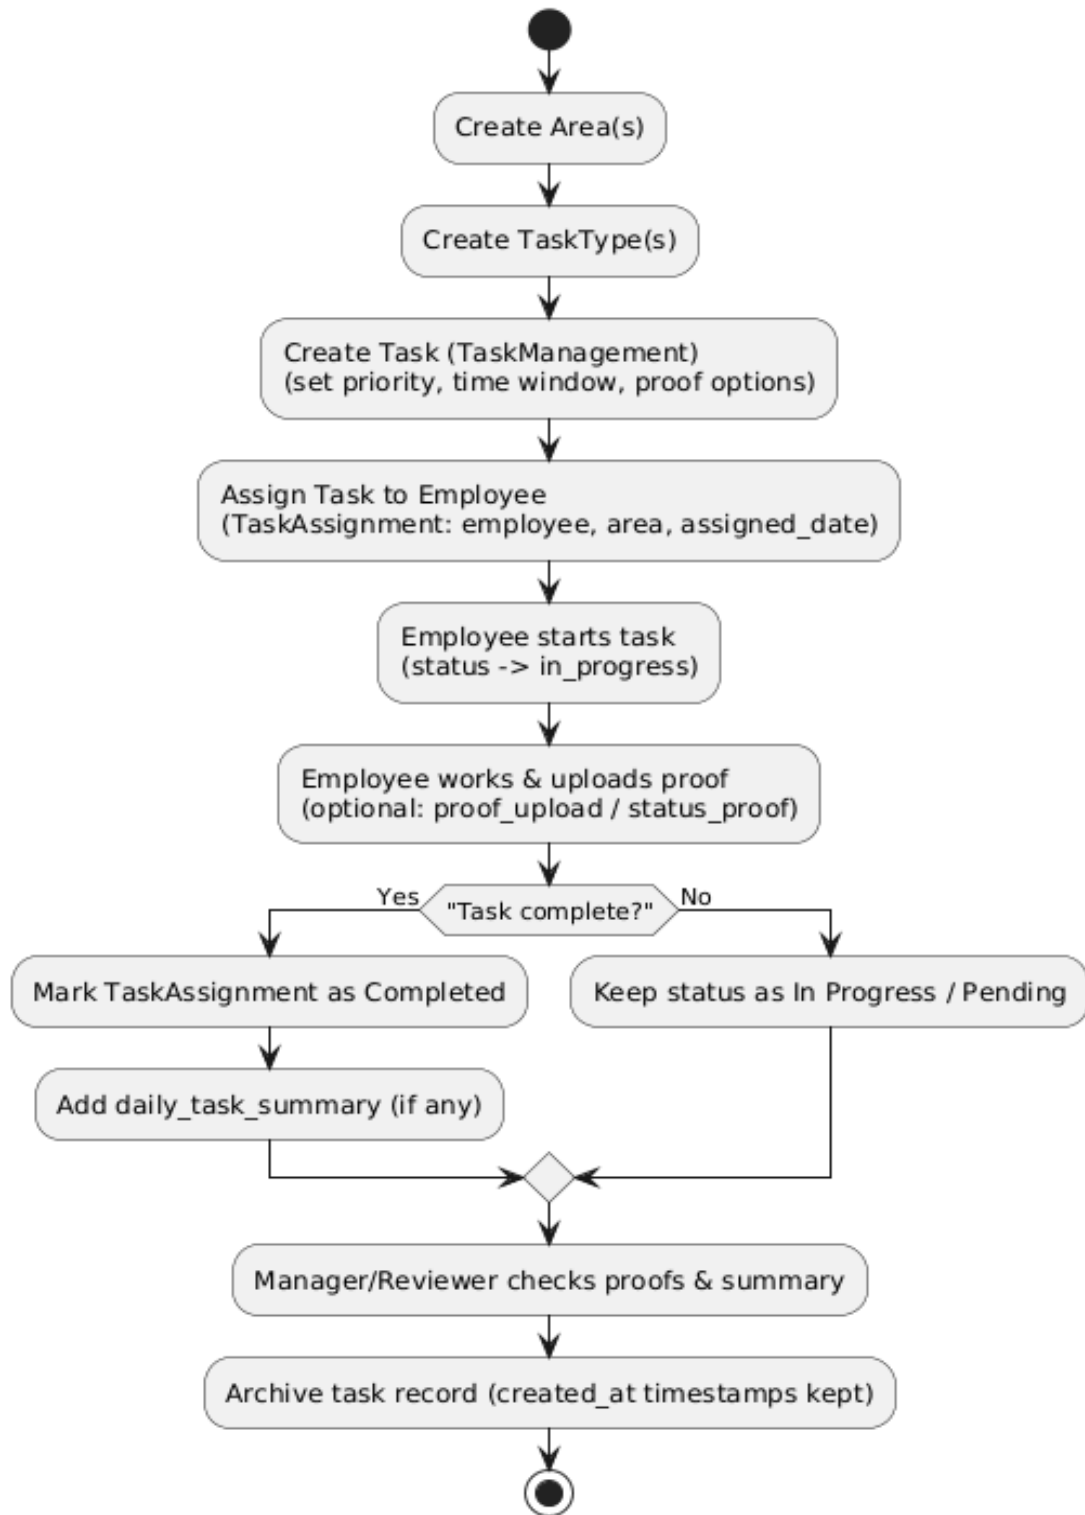 Create Area(s)
Create TaskType(s)
Create Task (TaskManagement)
(set priority, time window, proof options)
Assign Task to Employee
(TaskAssignment: employee, area, assigned_date)
Employee starts task
(status -> in_progress)
Employee works & uploads proof
(optional: proof_upload / status_proof)
Yes
"Task complete?"
No
Mark TaskAssignment as Completed
Keep status as In Progress / Pending
Add daily_task_summary (if any)
Manager/Reviewer checks proofs & summary
Archive task record (created_at timestamps kept)